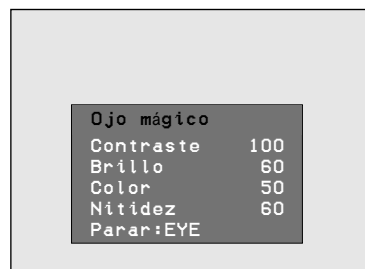 Ojo mágico
Contraste 100
Brillo 60
Color 50
Nitidez 60
Parar:EYE